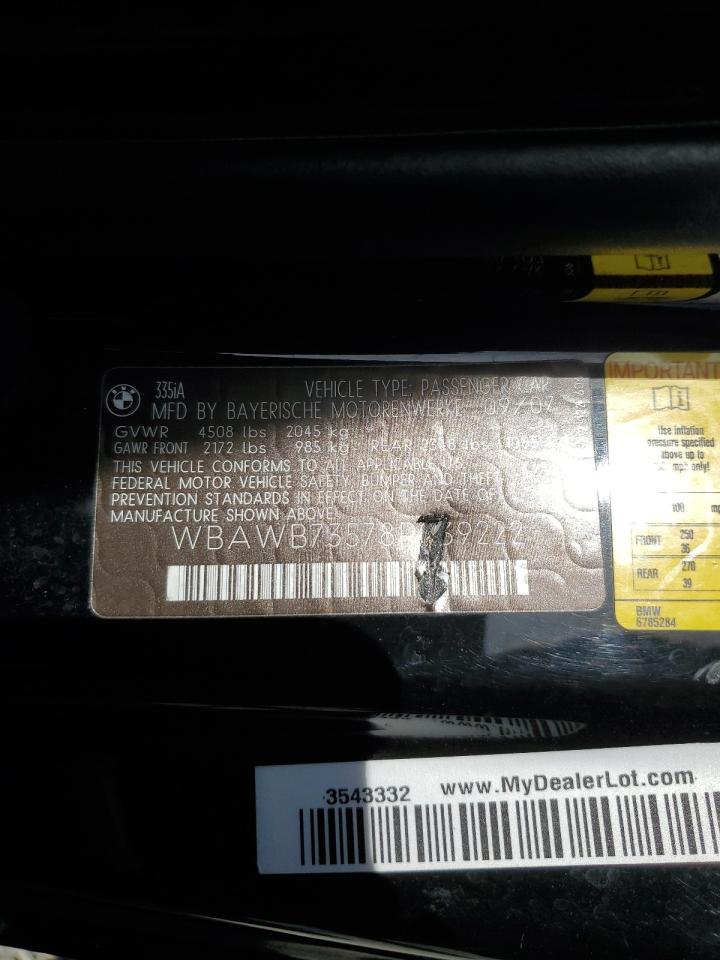 335iA
VEHICLE TYPE: PASSENGER CAR
MFD BY BAYERISCHE MOTORENWERKE 09/07
GVWR 4508 lbs 2045 kg
GAWR FRONT 2172 lbs 985 kg REAR lbs
THIS VEHICLE CONFORMS TO ALL APPLICABLE US
FEDERAL MOTOR VEHICLE SAFETY, BUMPER AND THEFT
PREVENTION STANDARDS IN EFFECT ON THE DATE OF
MANUFACTURE SHOWN ABOVE.
IMPORTANT
Use inflation
pressure specified
above up to
mph only!
100
FRONT 250
36
REAR 270
39
BMW
6785284
3543332 www.MyDealerLot.com